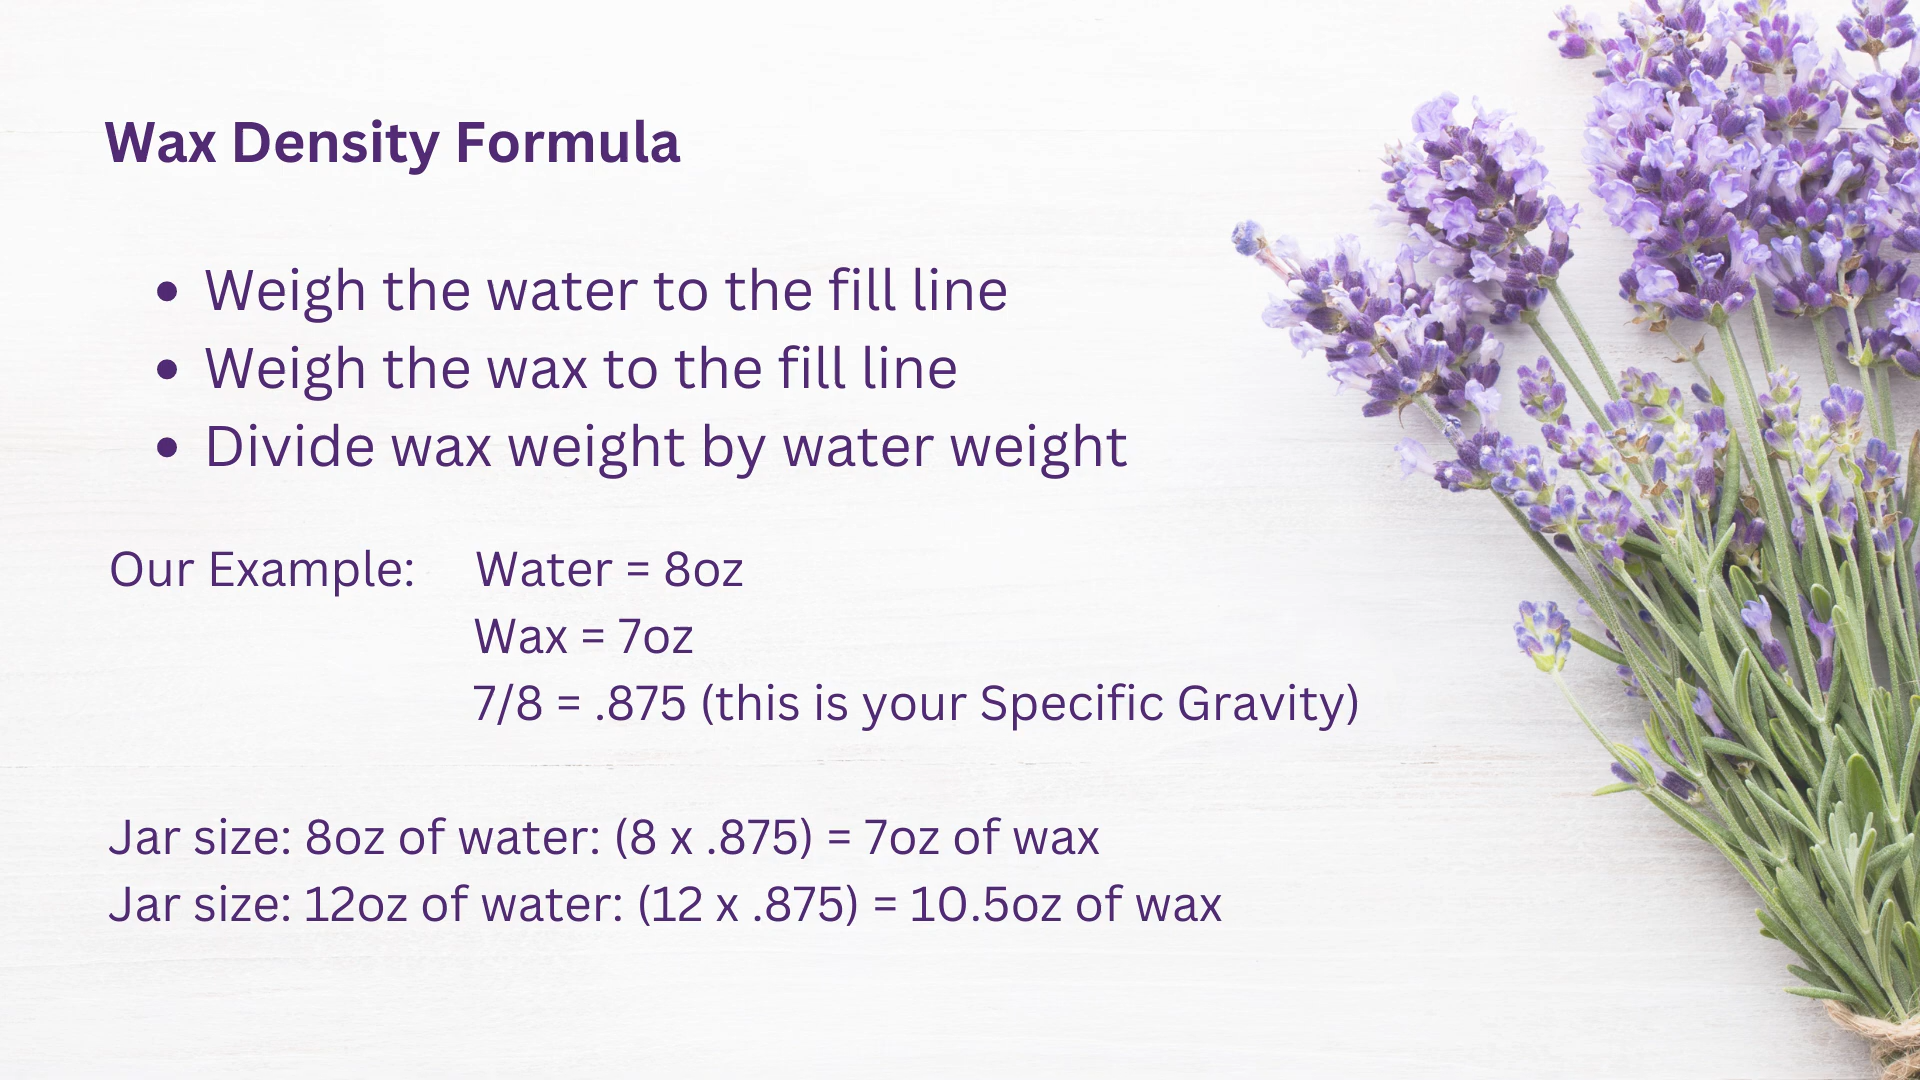 Wax Density Formula
• Weigh the water to the fill line
• Weigh the wax to the fill line
• Divide wax weight by water weight
Our Example: Water = 8oz
Wax = 7oz
7/8 = .875 (this is your Specific Gravity)
Jar size: 8oz of water: (8 x .875) = 7oz of wax
Jar size: 12oz of water: (12 x .875) = 10.5oz of wax